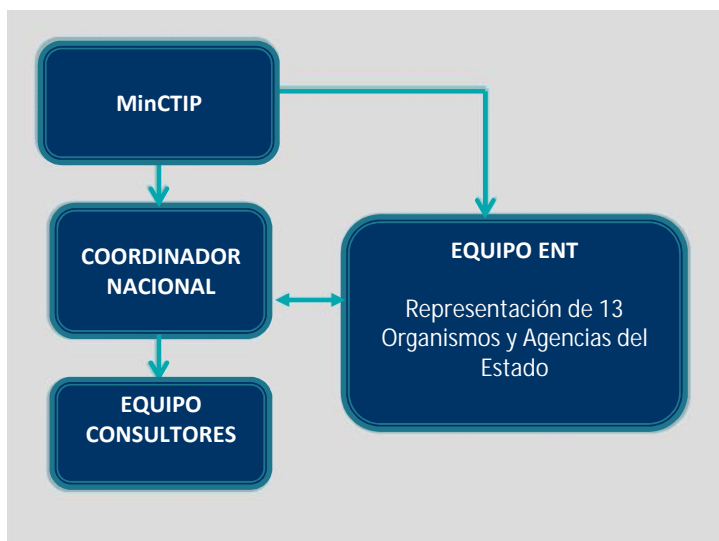 MinCTIP
COORDINADOR
NACIONAL
EQUIPO ENT
Representación de 13
Organismos y Agencias del
Estado
EQUIPO
CONSULTORES